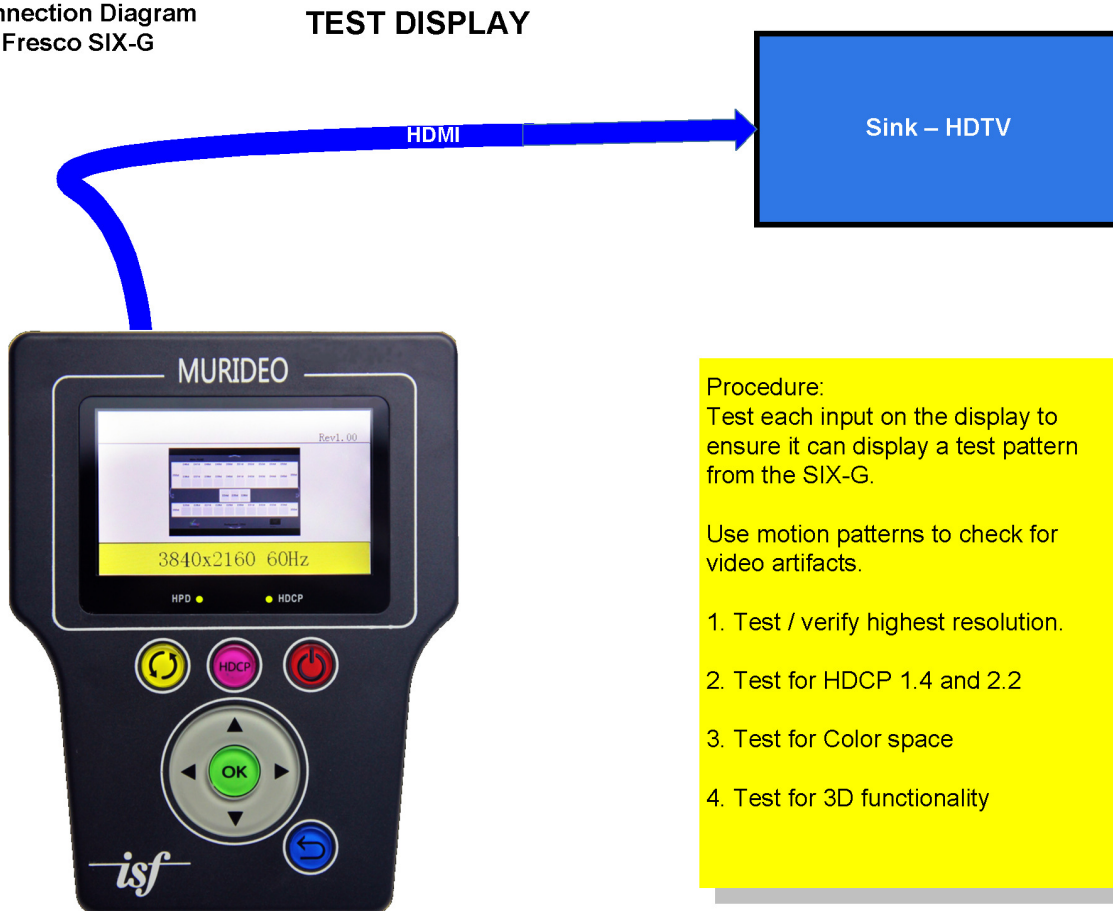 nnection Diagram
Fresco SIX-G
TEST DISPLAY
HDMI
Sink – HDTV
MURIDEO
Rev1.00
3840x2160 60Hz
HPD
HDCP
HDCP
OK
isf
Procedure:
Test each input on the display to
ensure it can display a test pattern
from the SIX-G.
Use motion patterns to check for
video artifacts.
1. Test / verify highest resolution.
2. Test for HDCP 1.4 and 2.2
3. Test for Color space
4. Test for 3D functionality